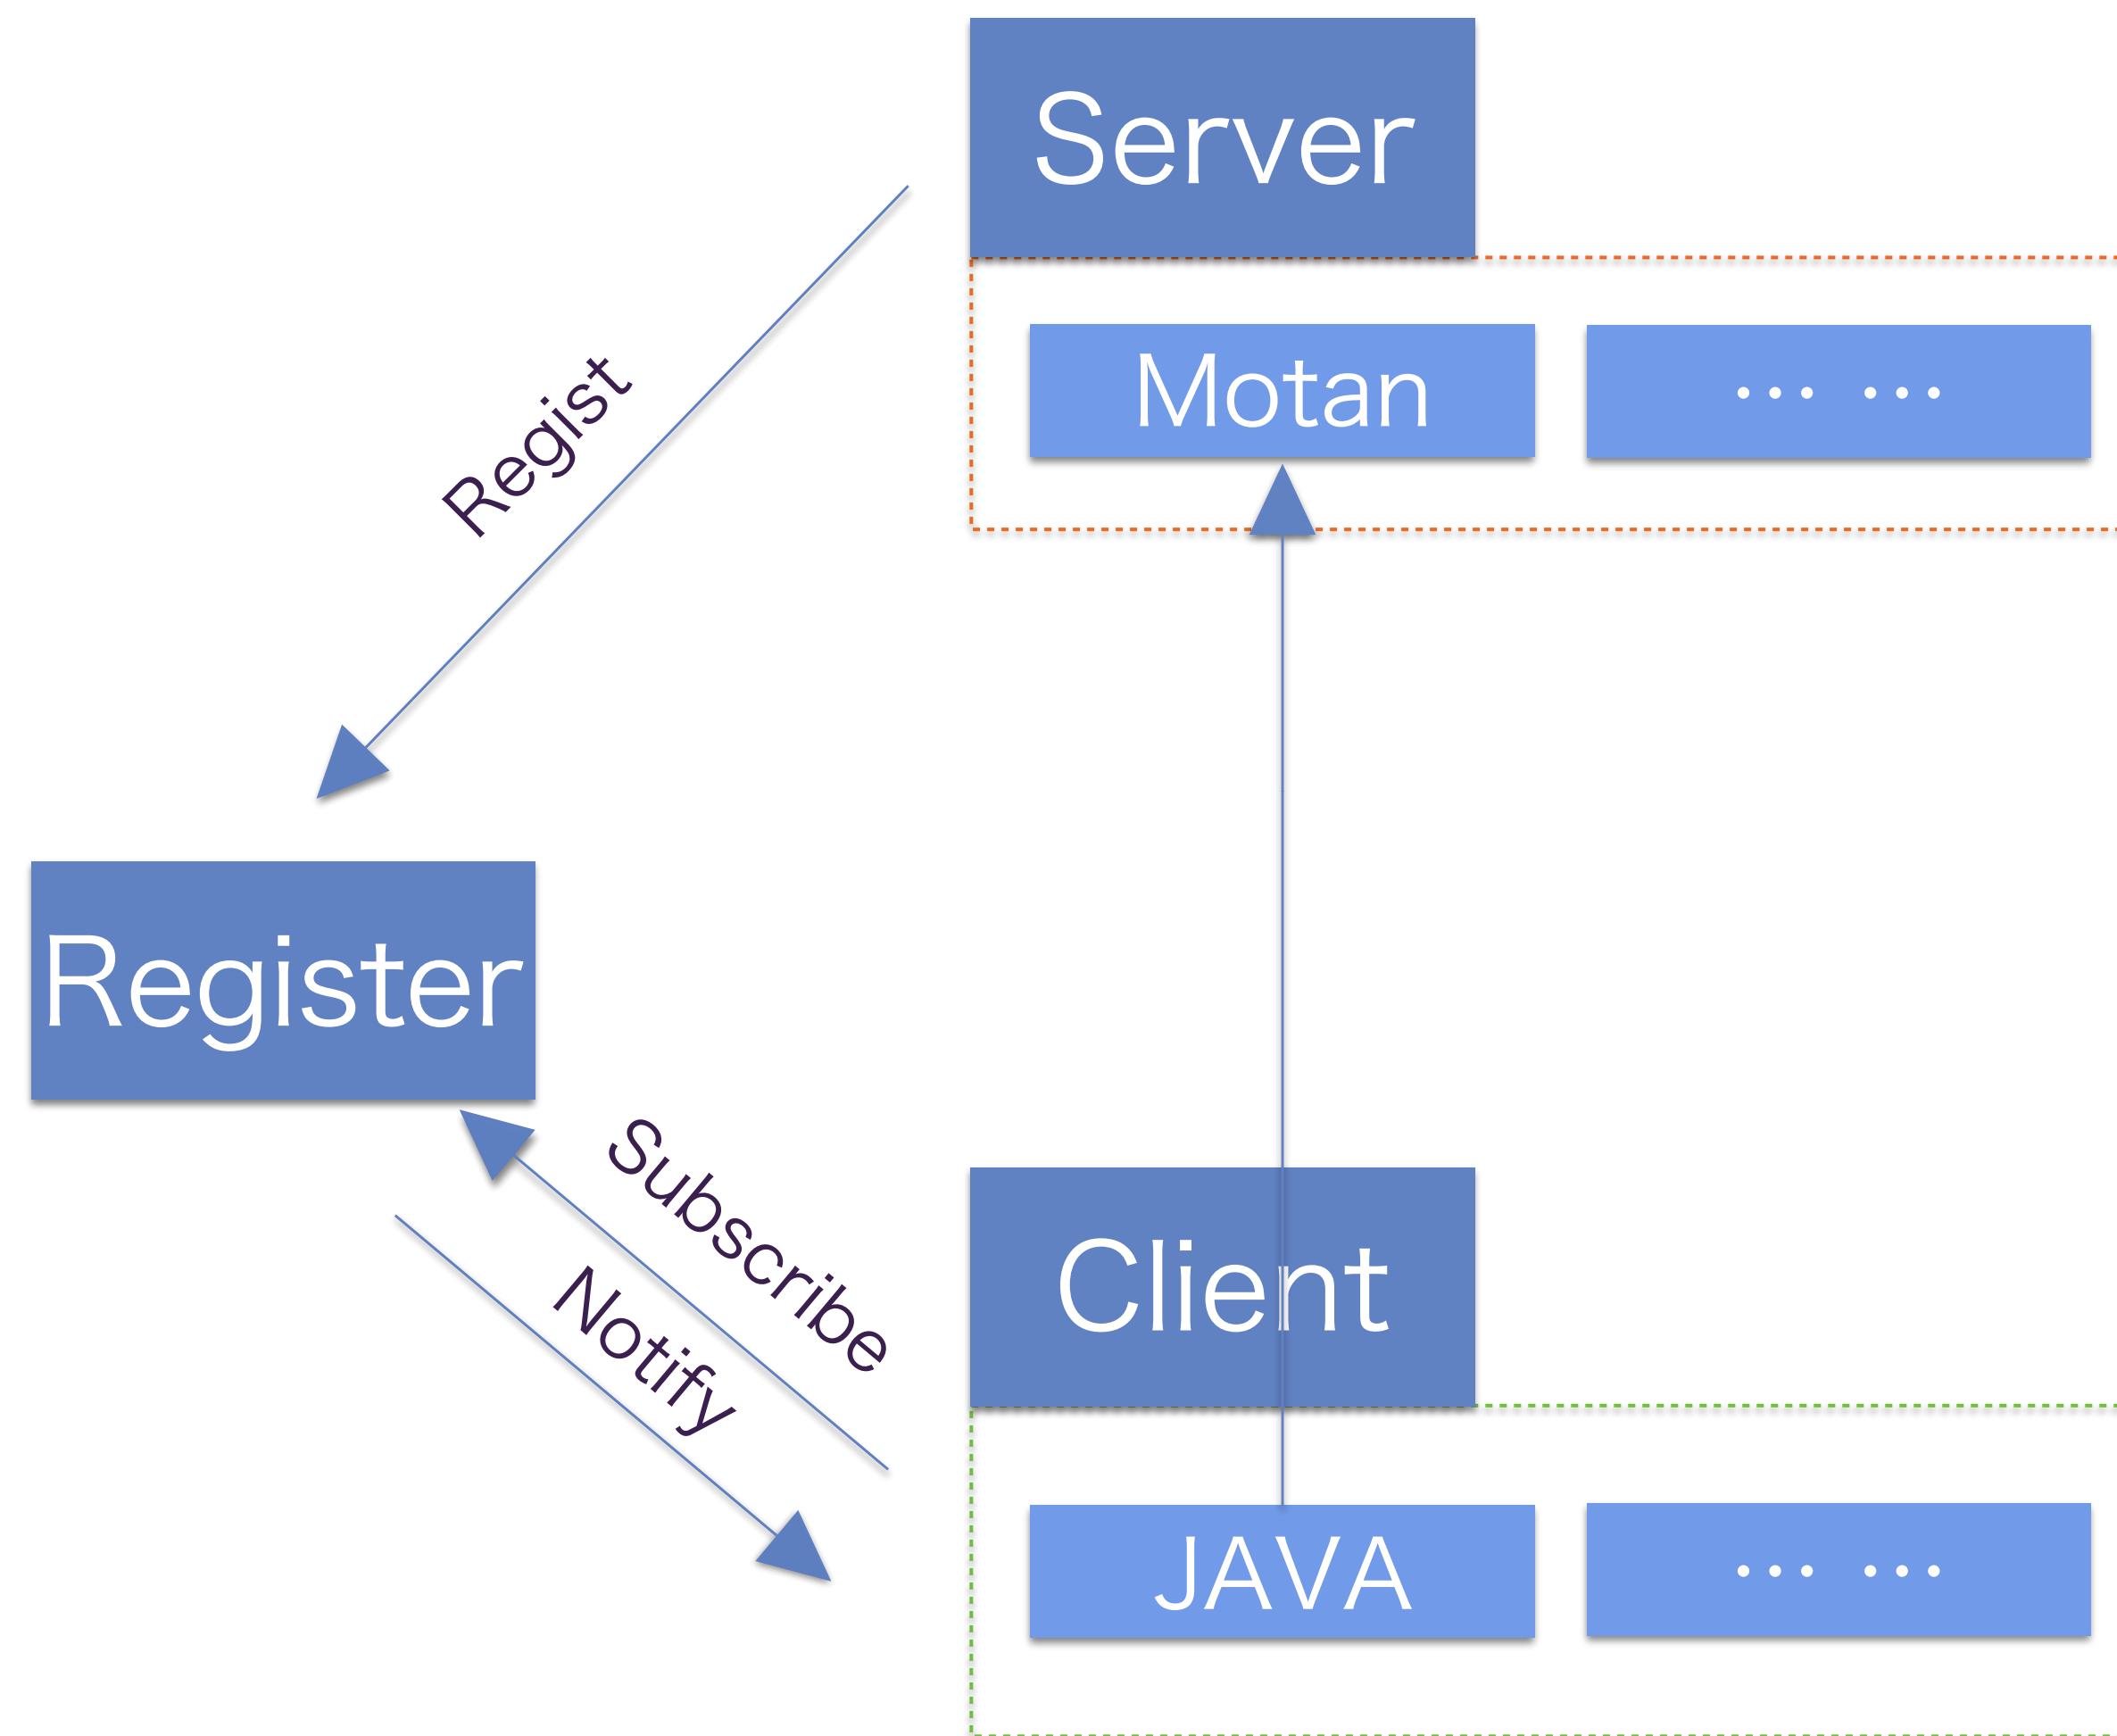 Server
Motan
... ...
Regist
Register
Subscribe
Notify
Client
JAVA
... ...